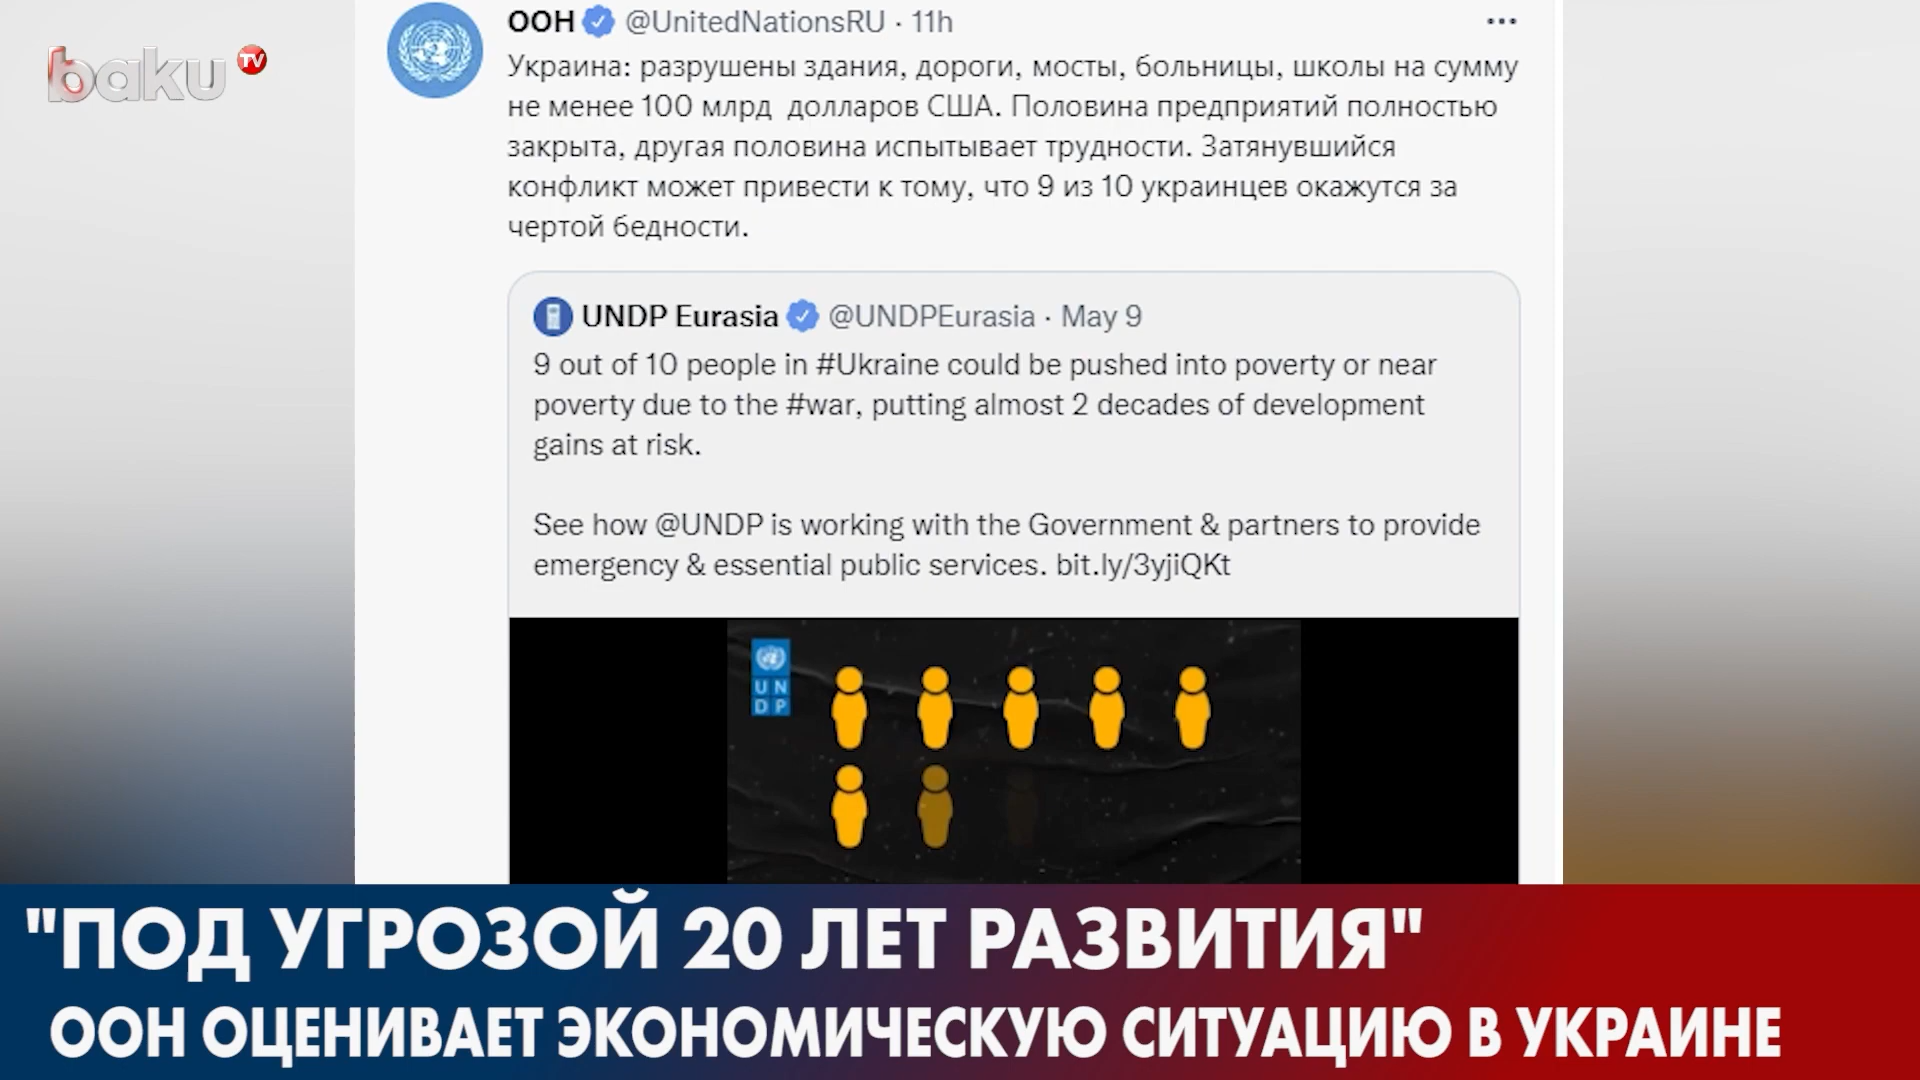 baku TV
ООН @UnitedNationsRU · 11h
Украина: разрушены здания, дороги, мосты, больницы, школы на сумму
не менее 100 млрд долларов США. Половина предприятий полностью
закрыта, другая половина испытывает трудности. Затянувшийся
конфликт может привести к тому, что 9 из 10 украинцев окажутся за
чертой бедности.
UNDP Eurasia @UNDPEurasia · May 9
9 out of 10 people in #Ukraine could be pushed into poverty or near
poverty due to the #war, putting almost 2 decades of development
gains at risk.
See how @UNDP is working with the Government & partners to provide
emergency & essential public services. bit.ly/3yjiQKt
UN
DP
"ПОД УГРОЗОЙ 20 ЛЕТ РАЗВИТИЯ"
ООН ОЦЕНИВАЕТ ЭКОНОМИЧЕСКУЮ СИТУАЦИЮ В УКРАИНЕ